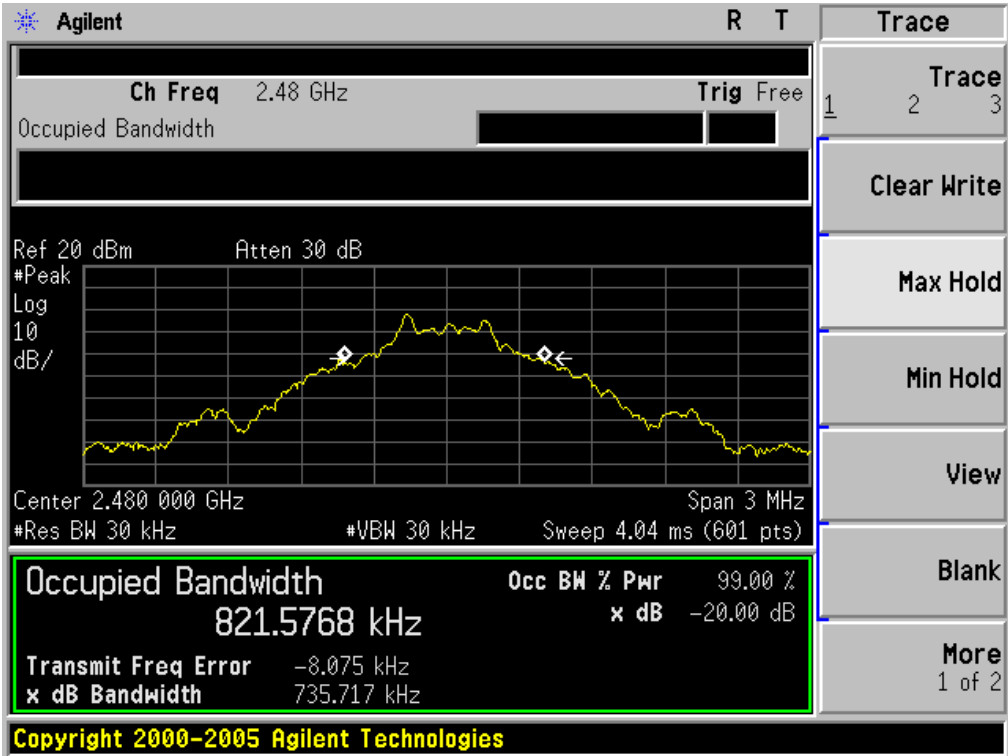 Agilent R T
Ch Freq 2.48 GHz Trig Free
Occupied Bandwidth
Ref 20 dBm Atten 30 dB
#Peak
Log
10
dB/
Center 2.480 000 GHz Span 3 MHz
#Res BW 30 kHz #VBW 30 kHz Sweep 4.04 ms (601 pts)
Occupied Bandwidth Occ BW % Pwr 99.00 %
821.5768 kHz x dB -20.00 dB
Transmit Freq Error -8.075 kHz
x dB Bandwidth 735.717 kHz
Copyright 2000-2005 Agilent Technologies
Trace
Trace
1 2 3
Clear Write
Max Hold
Min Hold
View
Blank
More
1 of 2